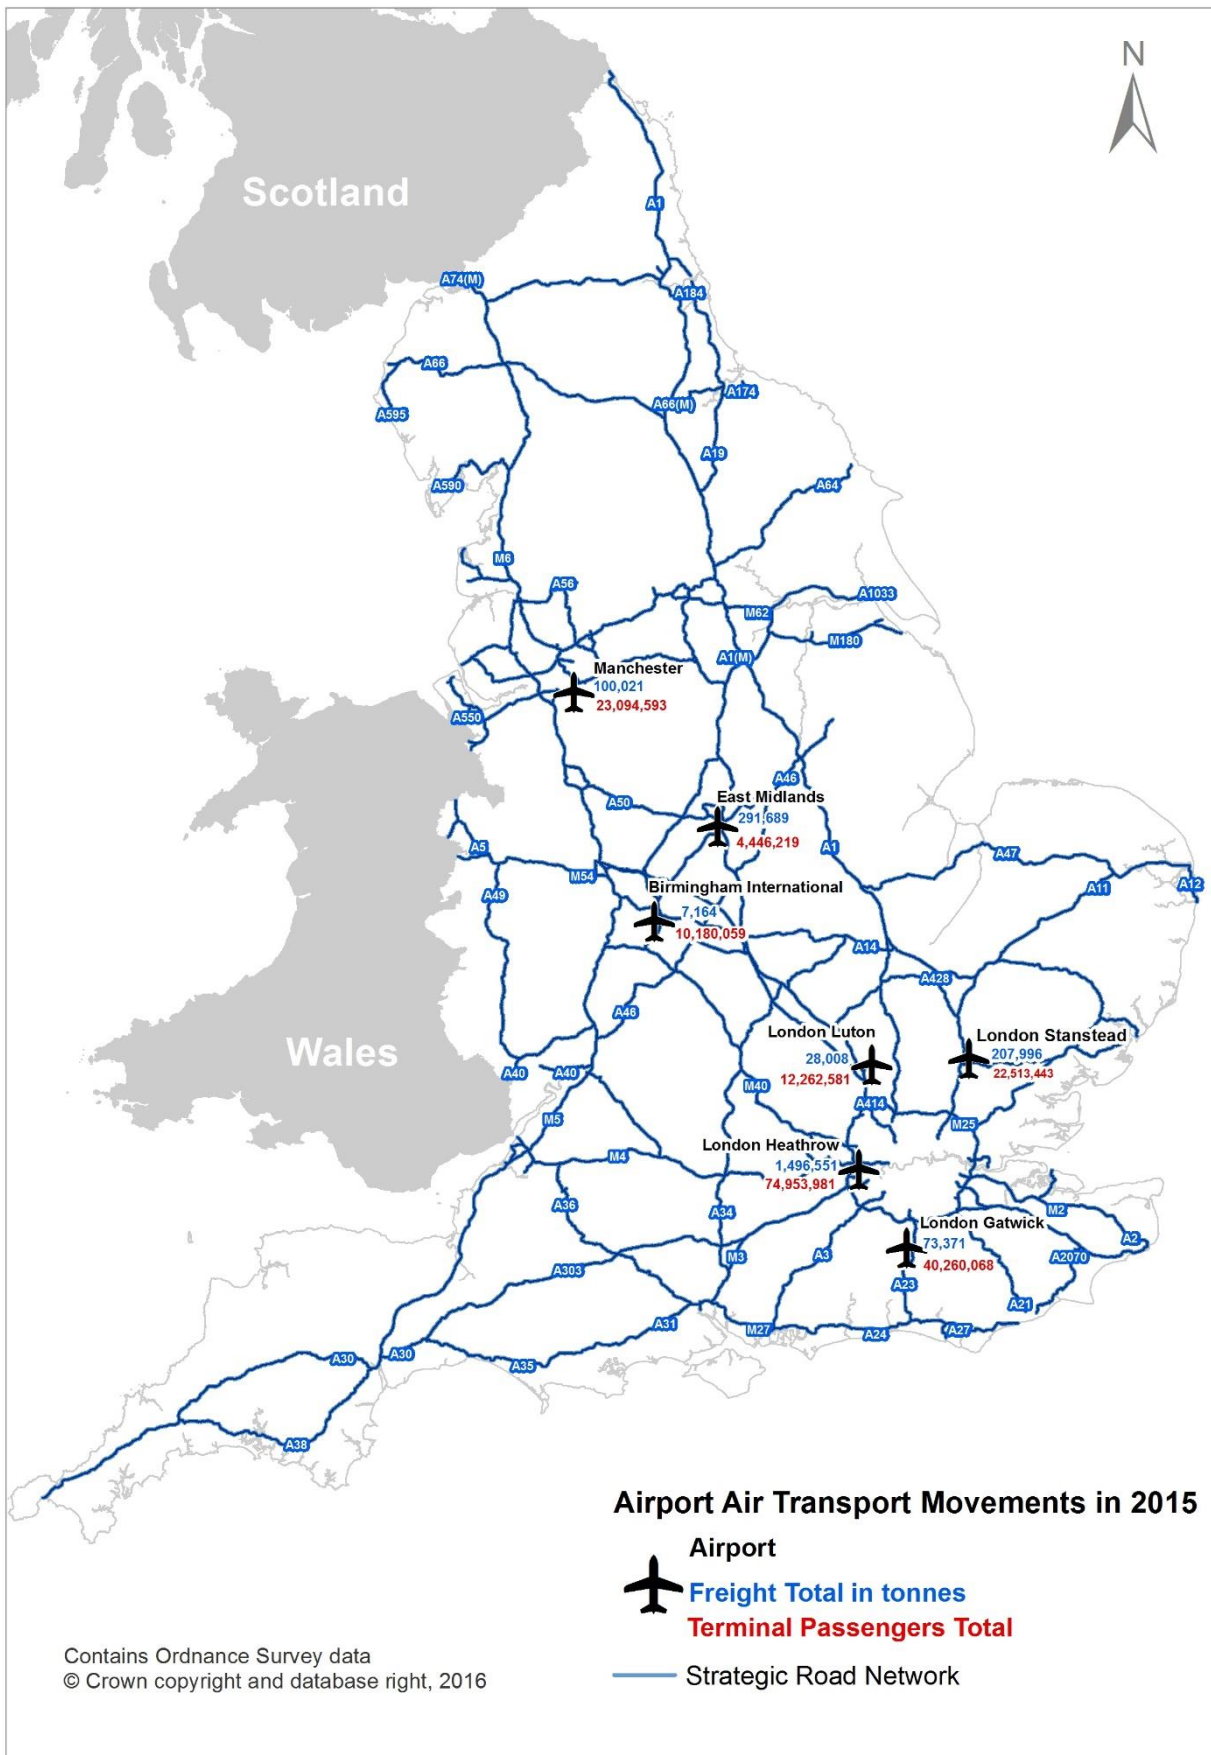 N
Scotland
A1
A74(M)
A184
A66
A174
A66(M)
A595
A19
A64
A590
M6
A56
A1033
M62
M180
A1(M)
Manchester
100,021
23,094,593
A550
A46
East Midlands
A50
291,689
4,446,219
A5
A1
A47
M54
A11
A12
Birmingham International
A49
7,164
10,180,059
A14
A428
A46
London Luton
London Stanstead
Wales
28,008
207,996
A40
A40
12,262,581
22,513,443
M40
A414
M5
M25
London Heathrow
M4
1,496,551
74,953,981
A36
A34
M2
London Gatwick
A2
M3
A3
73,371
A2070
40,260,068
A303
A23
A21
A31
M27
A24
A27
A30
A30
A35
A38
Airport Air Transport Movements in 2015
Airport
Freight Total in tonnes
Terminal Passengers Total
Strategic Road Network
Contains Ordnance Survey data
© Crown copyright and database right, 2016